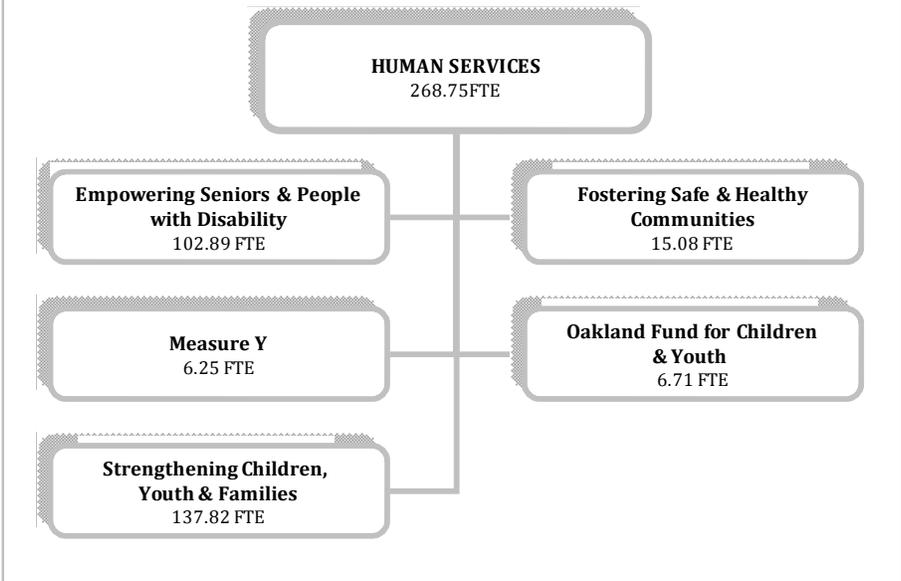 HUMAN SERVICES
268.75FTE
Empowering Seniors & People
with Disability
102.89 FTE
Fostering Safe & Healthy
Communities
15.08 FTE
Measure Y
6.25 FTE
Oakland Fund for Children
& Youth
6.71 FTE
Strengthening Children,
Youth & Families
137.82 FTE